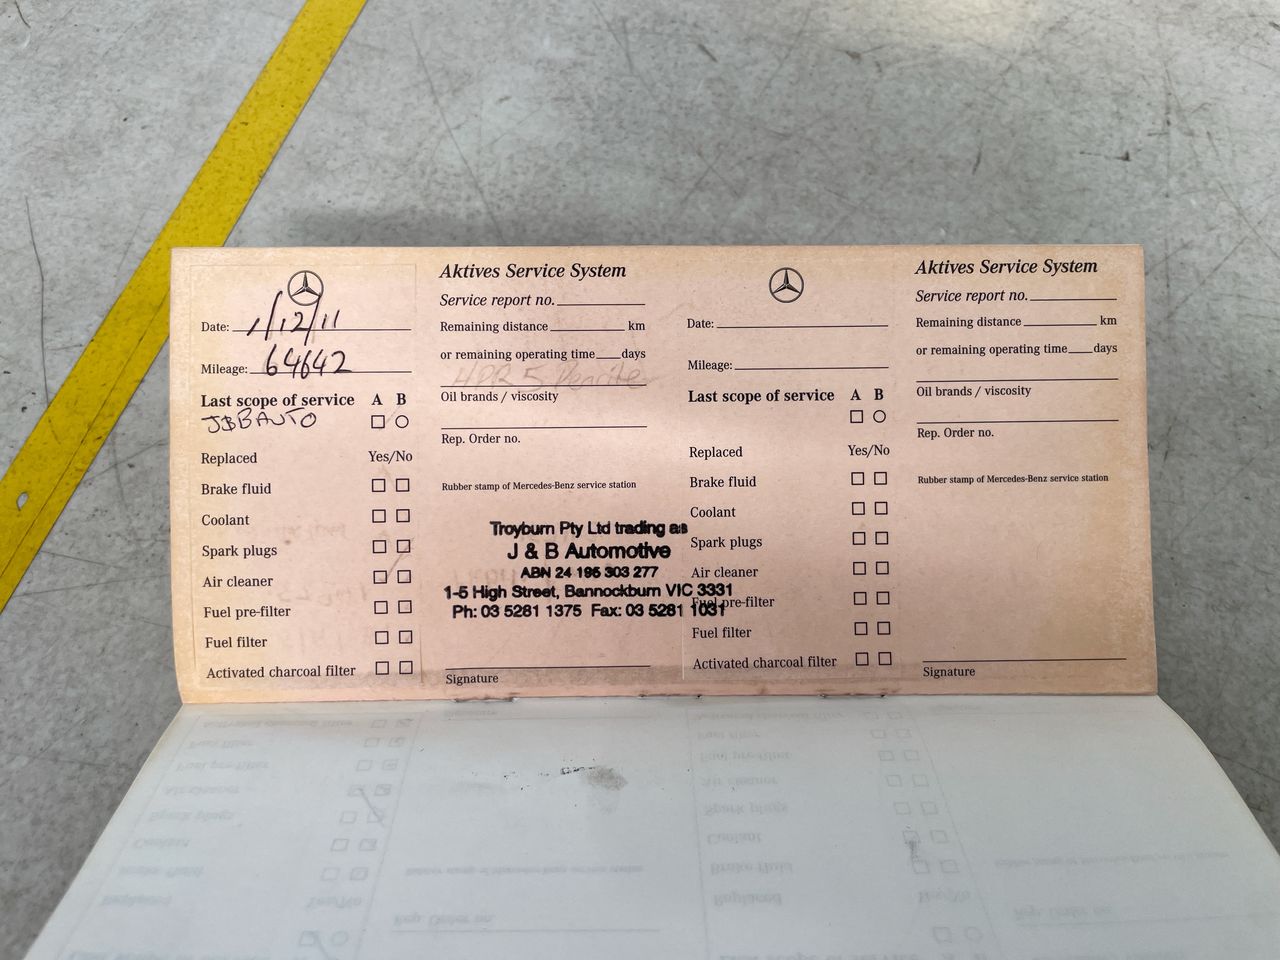 Date: 1/12/11
Mileage: 64642
Last scope of service A B
J&B AUTO
Replaced Yes/No
Brake fluid
Coolant
Spark plugs
Air cleaner
Fuel pre-filter
Fuel filter
Activated charcoal filter
Aktives Service System
Service report no.
Remaining distance km
or remaining operating time days
HPR 5 Penrite
Oil brands / viscosity
Rep. Order no.
Rubber stamp of Mercedes-Benz service station
Troyburn Pty Ltd trading as
J & B Automotive
ABN 24 195 303 277
1-5 High Street, Bannockburn VIC 3331
Ph: 03 5281 1375 Fax: 03 5281 1031
Signature
Date:
Mileage:
Last scope of service A B
Replaced Yes/No
Brake fluid
Coolant
Spark plugs
Air cleaner
Fuel pre-filter
Fuel filter
Activated charcoal filter
Aktives Service System
Service report no.
Remaining distance km
or remaining operating time days
Oil brands / viscosity
Rep. Order no.
Rubber stamp of Mercedes-Benz service station
Signature